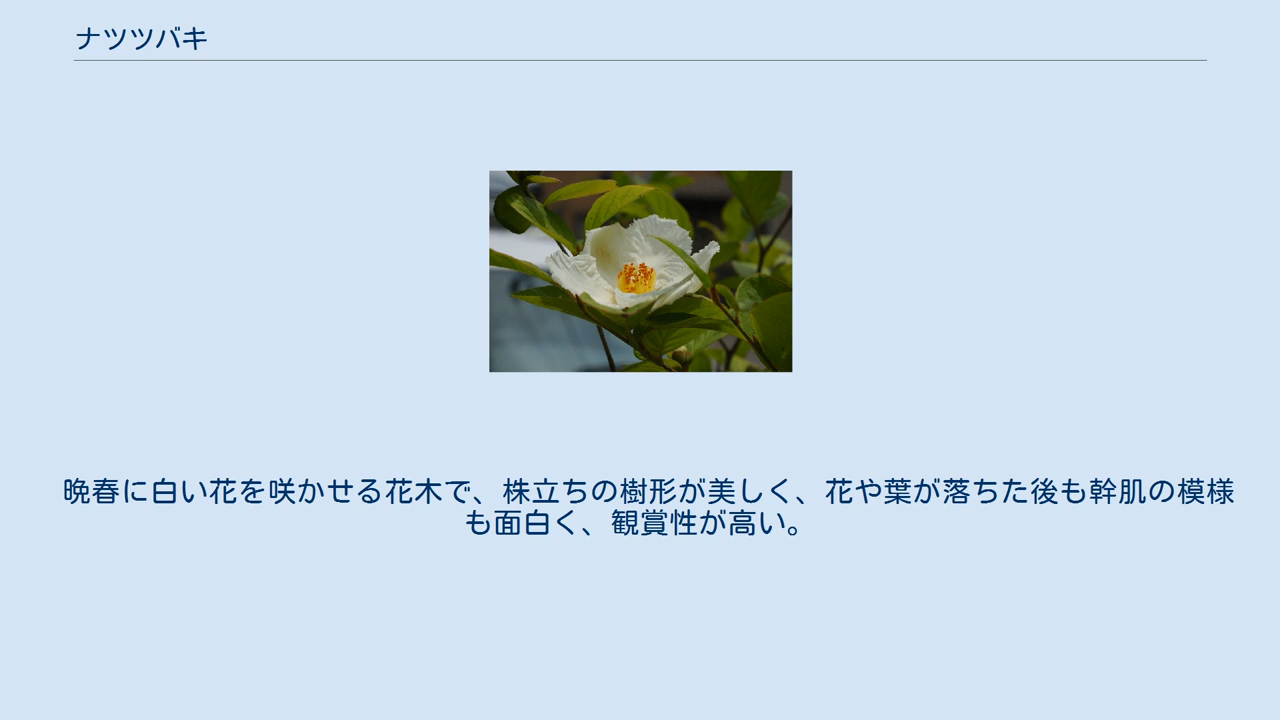 ナツツバキ
晩春に白い花を咲かせる花木で、株立ちの樹形が美しく、花や葉が落ちた後も幹肌の模様
も面白く、観賞性が高い。